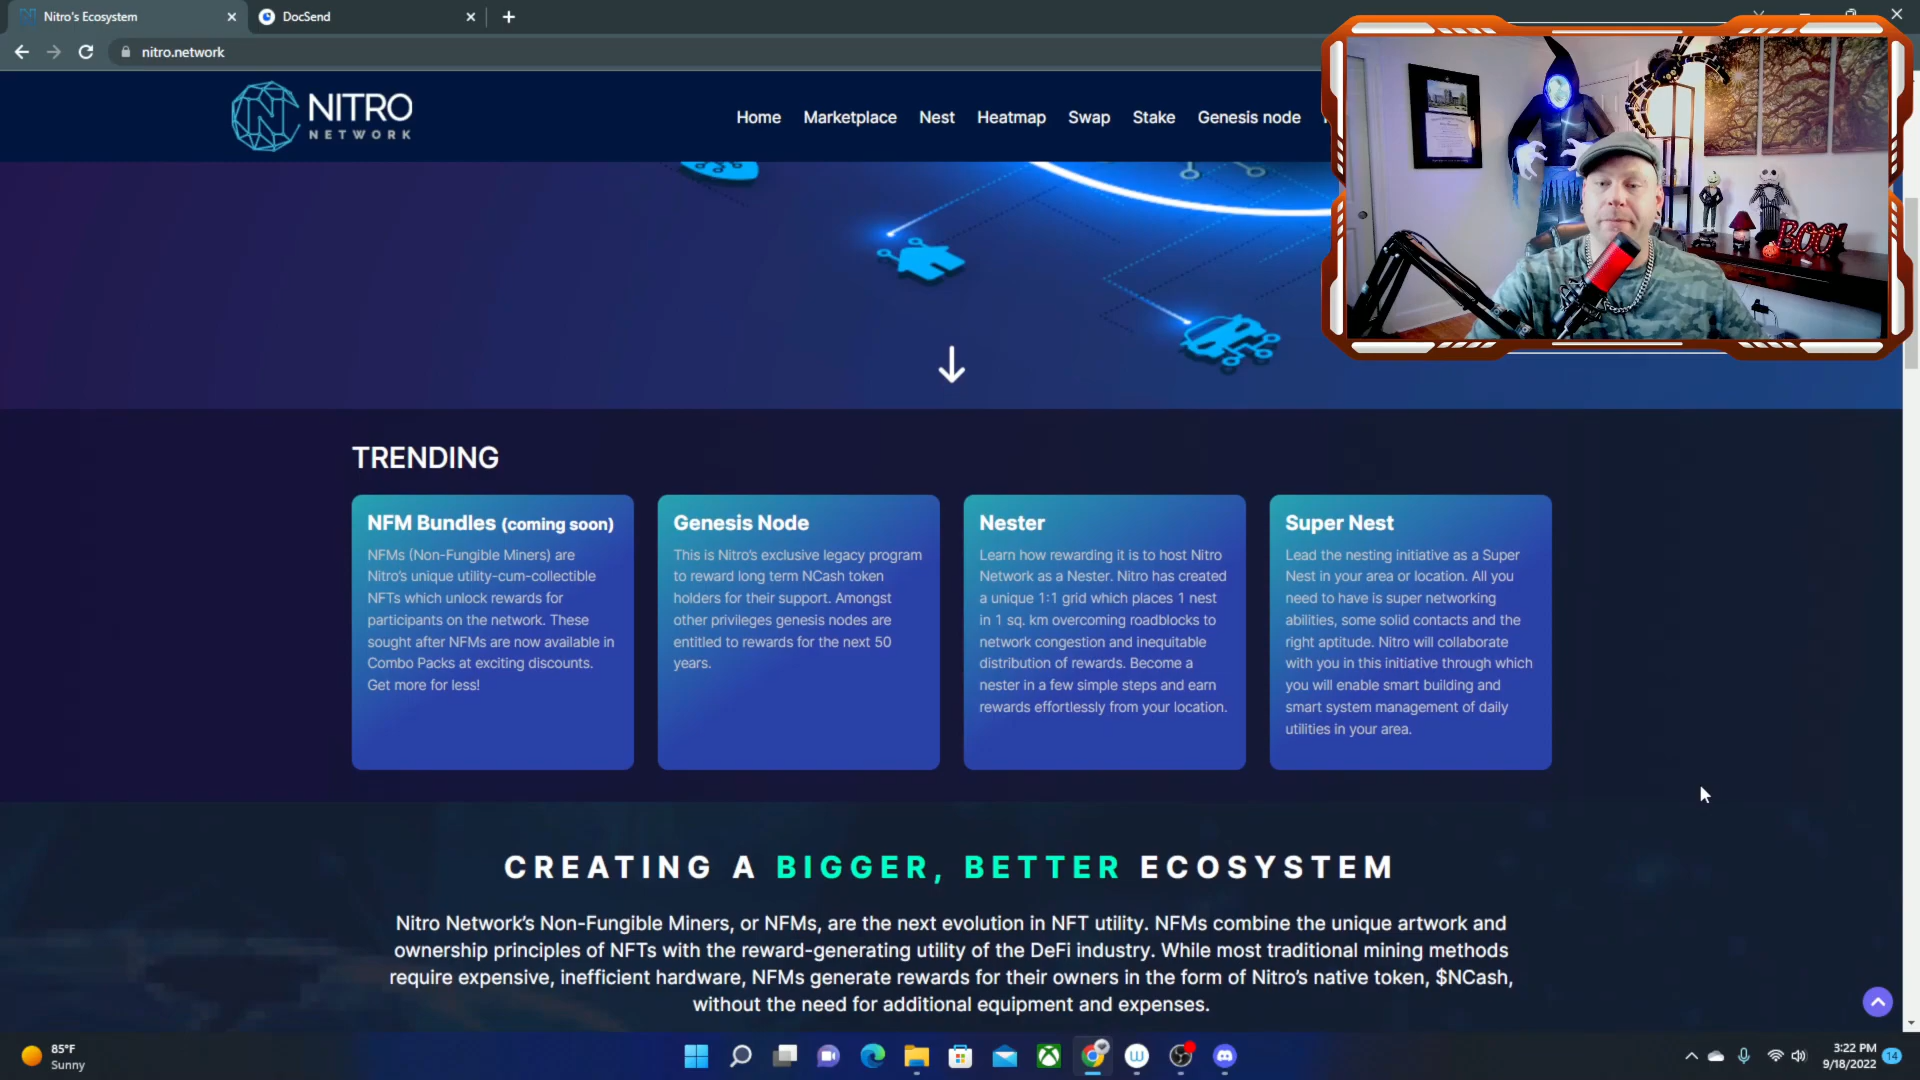 Nitro's Ecosystem
DocSend
nitro.network
NITRO
NETWORK
Home Marketplace Nest Heatmap Swap Stake Genesis node
BOO!
TRENDING
NFM Bundles (coming soon)
NFMs (Non-Fungible Miners) are
Nitro's unique utility-cum-collectible
NFTs which unlock rewards for
participants on the network. These
sought after NFMs are now available in
Combo Packs at exciting discounts.
Get more for less!
Genesis Node
This is Nitro's exclusive legacy program
to reward long term NCash token
holders for their support. Amongst
other privileges genesis nodes are
entitled to rewards for the next 50
years.
Nester
Learn how rewarding it is to host Nitro
Network as a Nester. Nitro has created
a unique 1:1 grid which places 1 nest
in 1 sq. km overcoming roadblocks to
network congestion and inequitable
distribution of rewards. Become a
nester in a few simple steps and earn
rewards effortlessly from your location.
Super Nest
Lead the nesting initiative as a Super
Nest in your area or location. All you
need to have is super networking
abilities, some solid contacts and the
right aptitude. Nitro will collaborate
with you in this initiative through which
you will enable smart building and
smart system management of daily
utilities in your area.
CREATING A BIGGER, BETTER ECOSYSTEM
Nitro Network's Non-Fungible Miners, or NFMs, are the next evolution in NFT utility. NFMs combine the unique artwork and
ownership principles of NFTs with the reward-generating utility of the DeFi industry. While most traditional mining methods
require expensive, inefficient hardware, NFMs generate rewards for their owners in the form of Nitro's native token, $NCash,
without the need for additional equipment and expenses.
85°F
Sunny
3:22 PM
9/18/2022
14